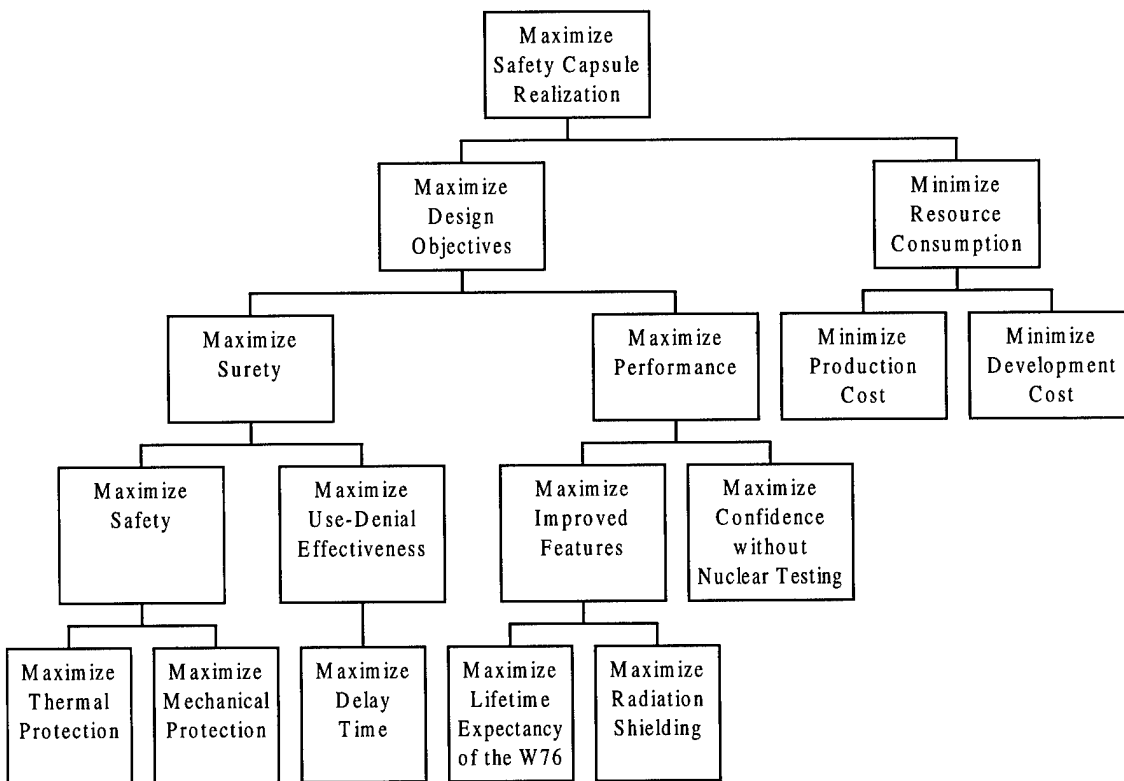 Maximize
Safety Capsule
Realization
Maximize
Design
Objectives
Minimize
Resource
Consumption
Maximize
Surety
Maximize
Performance
Minimize
Production
Cost
Minimize
Development
Cost
Maximize
Safety
Maximize
Use-Denial
Effectiveness
Maximize
Improved
Features
Maximize
Confidence
without
Nuclear Testing
Maximize
Thermal
Protection
Maximize
Mechanical
Protection
Maximize
Delay
Time
Maximize
Lifetime
Expectancy
of the W76
Maximize
Radiation
Shielding